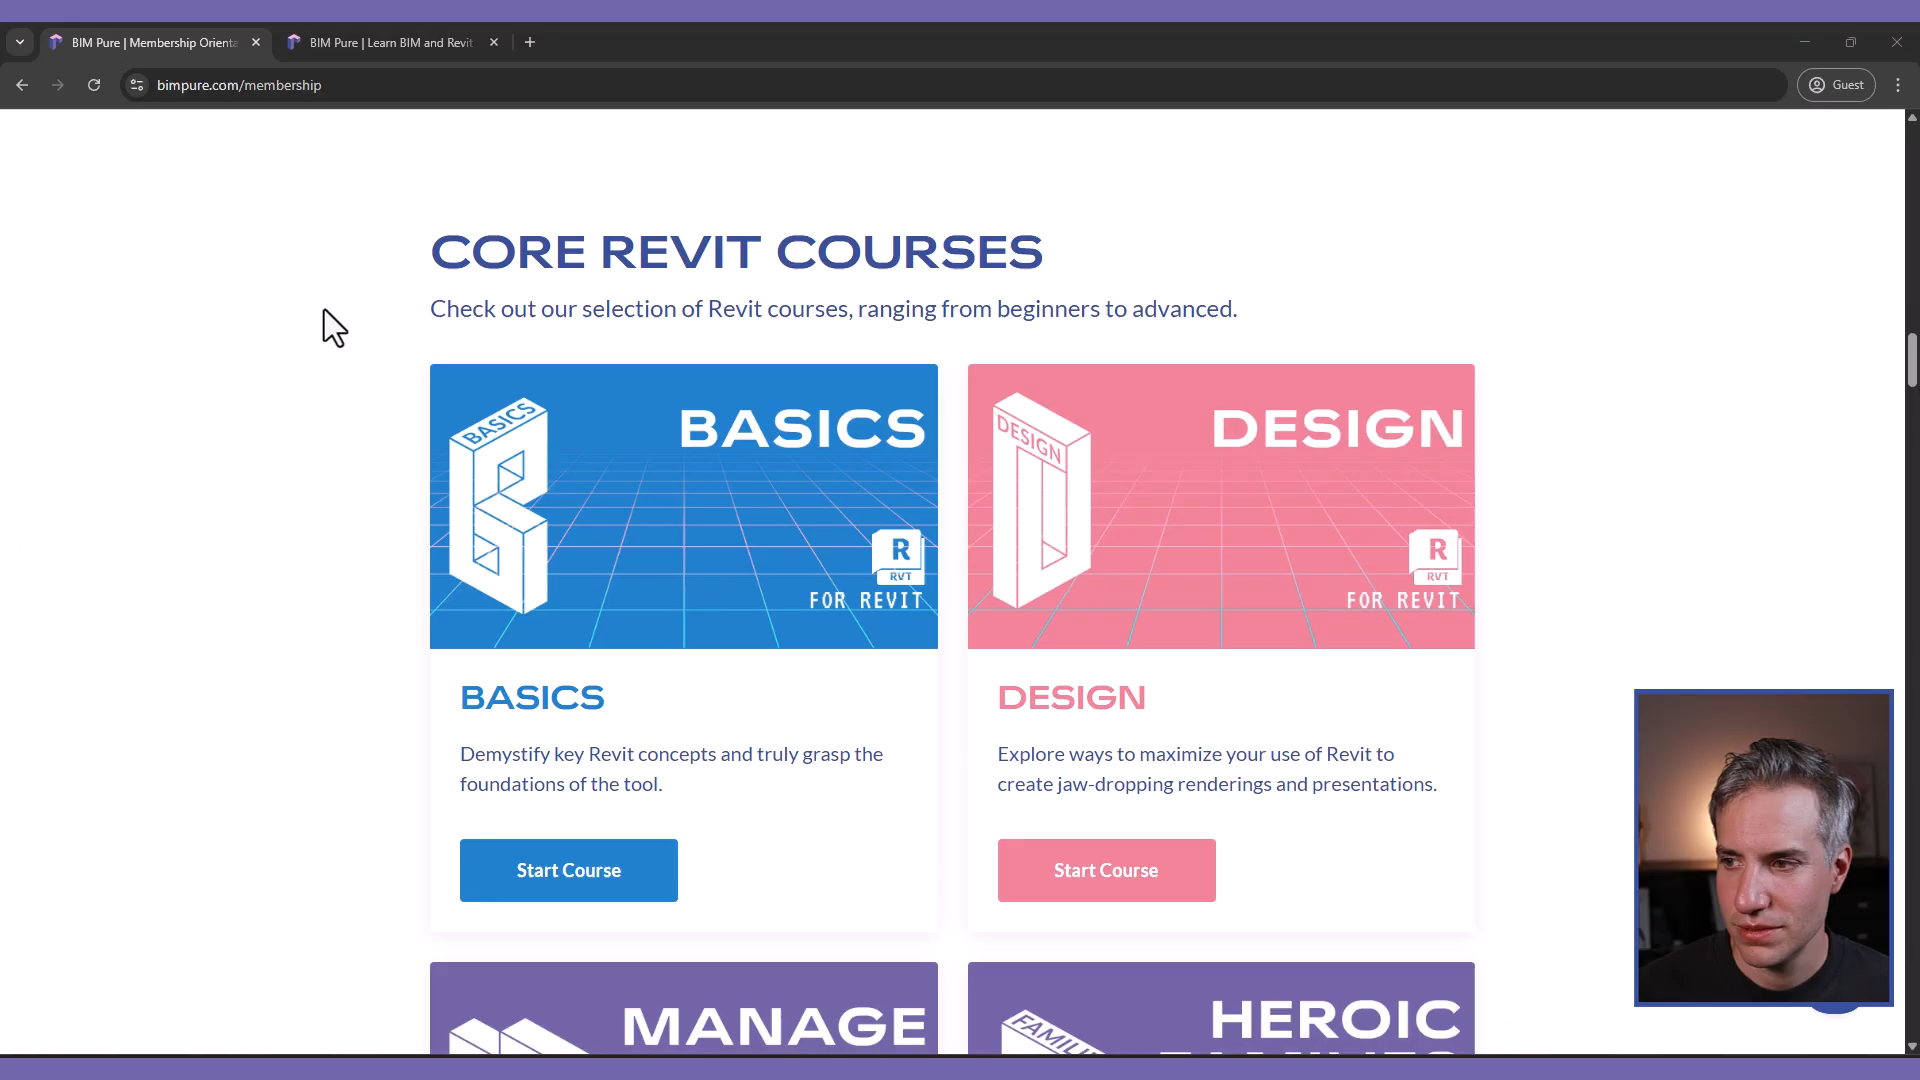 BIM Pure | Membership Orienta
BIM Pure | Learn BIM and Revit
bimpure.com/membership
Guest
CORE REVIT COURSES
Check out our selection of Revit courses, ranging from beginners to advanced.
BASICS
BASICS
R
RVT
FOR REVIT
DESIGN
DESIGN
R
RVT
FOR REVIT
BASICS
Demystify key Revit concepts and truly grasp the
foundations of the tool.
Start Course
DESIGN
Explore ways to maximize your use of Revit to
create jaw-dropping renderings and presentations.
Start Course
MANAGE
HEROIC